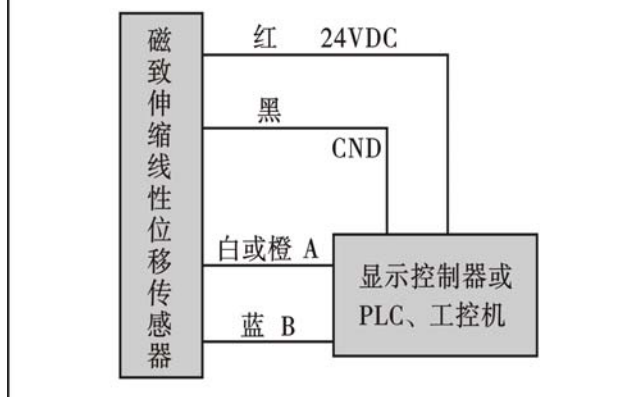 磁致伸缩线性位移传感器
红 24VDC
黑
CND
白或橙 A
蓝 B
显示控制器或
PLC、工控机